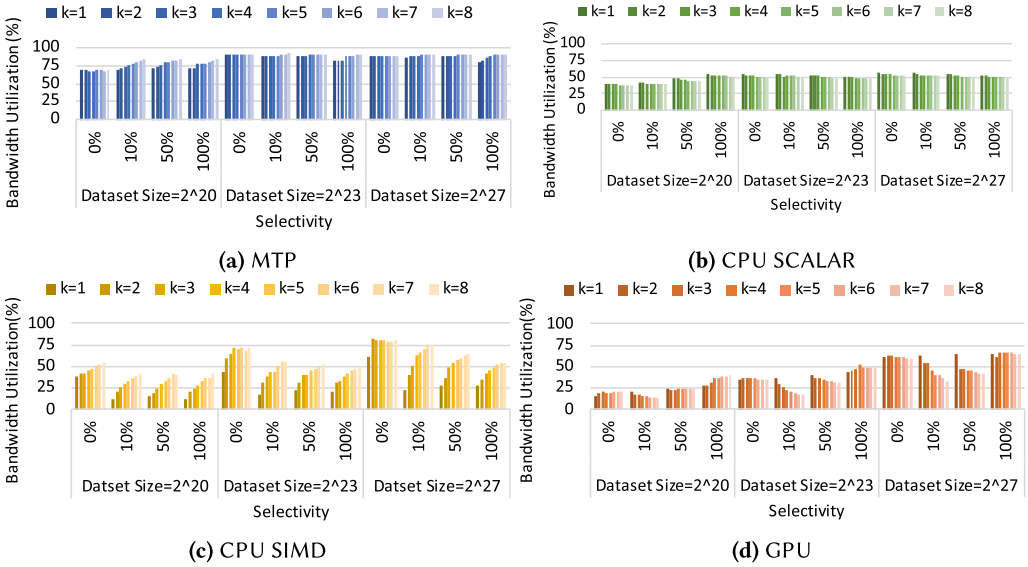 k=1 k=2 k=3 k=4 k=5 k=6 k=7 k=8
Bandwidth Utilization (%)
100
75
50
25
0
0% 10% 50% 100% 0% 10% 50% 100% 0% 10% 50% 100%
Dataset Size=2^20 Dataset Size=2^23 Dataset Size=2^27
Selectivity
(a) MTP
k=1 k=2 k=3 k=4 k=5 k=6 k=7 k=8
Bandwidth Utilization (%)
100
75
50
25
0
0% 10% 50% 100% 0% 10% 50% 100% 0% 10% 50% 100%
Dataset Size=2^20 Dataset Size=2^23 Dataset Size=2^27
Selectivity
(b) CPU SCALAR
k=1 k=2 k=3 k=4 k=5 k=6 k=7 k=8
Bandwidth Utilization(%)
100
75
50
25
0
0% 10% 50% 100% 0% 10% 50% 100% 0% 10% 50% 100%
Datset Size=2^20 Dataset Size=2^23 Dataset Size=2^27
Selectivity
(c) CPU SIMD
k=1 k=2 k=3 k=4 k=5 k=6 k=7 k=8
Bandwidth Utilization (%)
100
75
50
25
0
0% 10% 50% 100% 0% 10% 50% 100% 0% 10% 50% 100%
Dataset Size=2^20 Dataset Size=2^23 Dataset Size=2^27
Selectivity
(d) GPU